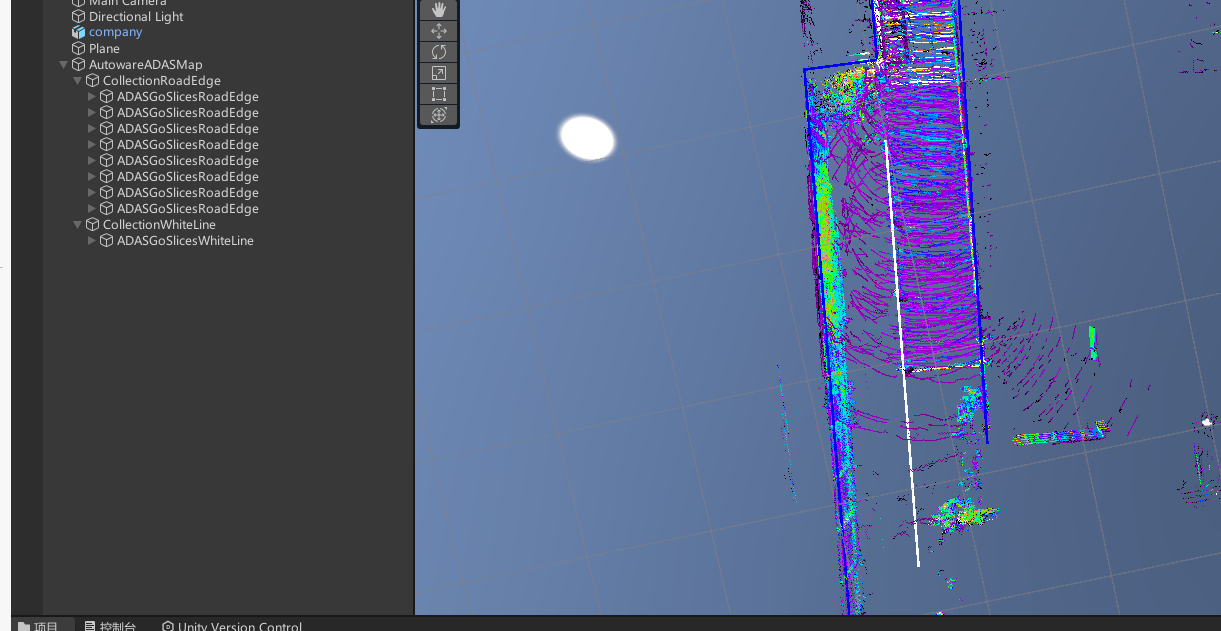 Main Camera
Directional Light
company
Plane
AutowareADASMap
CollectionRoadEdge
ADASGoSlicesRoadEdge
ADASGoSlicesRoadEdge
ADASGoSlicesRoadEdge
ADASGoSlicesRoadEdge
ADASGoSlicesRoadEdge
ADASGoSlicesRoadEdge
ADASGoSlicesRoadEdge
ADASGoSlicesRoadEdge
CollectionWhiteLine
ADASGoSlicesWhiteLine
项目 控制台 Unity Version Control